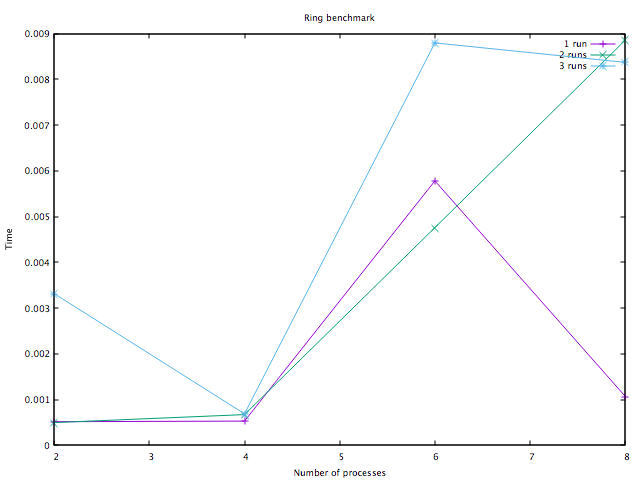 Ring benchmark
0.009
0.008
0.007
0.006
0.005
0.004
0.003
0.002
0.001
0
Time
1 run
2 runs
3 runs
2 3 4 5 6 7 8
Number of processes